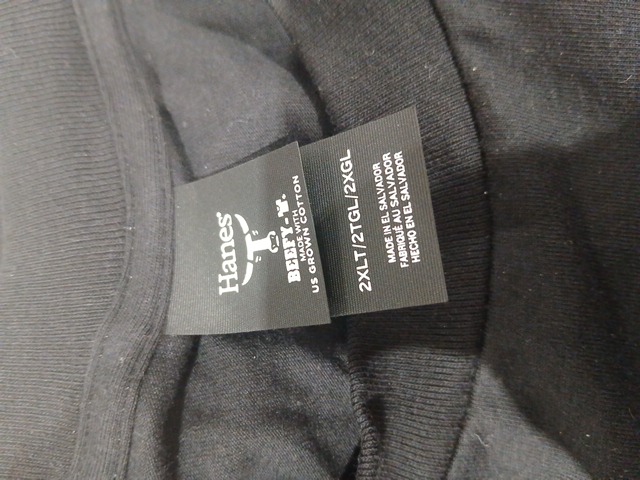 Hanes
BEEFY-T
MADE WITH
US GROWN COTTON
2XLT/2TGL/2XGL
MADE IN EL SALVADOR
FABRIQUÉ AU SALVADOR
HECHO EN EL SALVADOR